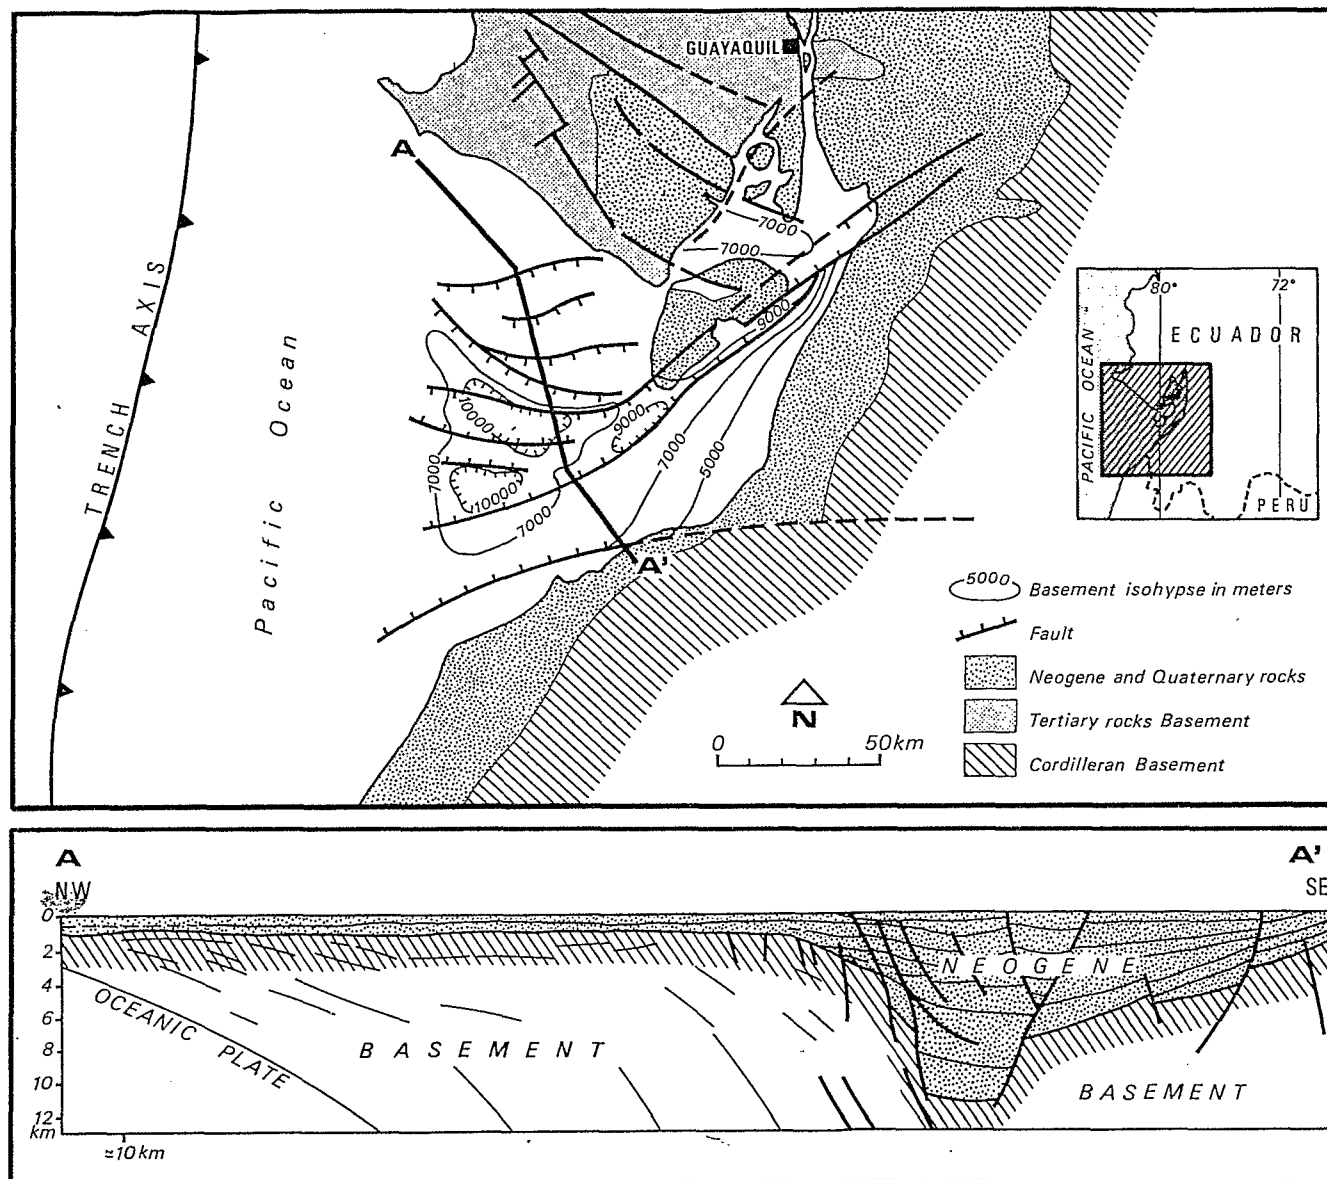 GUAYAQUIL
A
7000
7000
TRENCH AXIS
Pacific Ocean
9000
9000
10000
7000
5000
7000
10000
7000
A'
80°
72°
ECUADOR
PACIFIC OCEAN
PERU
5000 Basement isohypse in meters
Fault
Neogene and Quaternary rocks
Tertiary rocks Basement
Cordilleran Basement
N
0 50km
A A'
NW SE
0
2
4
6
8
10
12
km
NEOGENE
OCEANIC PLATE
BASEMENT
BASEMENT
≃10km